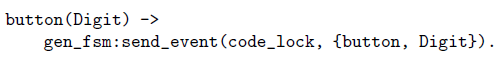 button(Digit) ->
    gen_fsm:send_event(code_lock, {button, Digit}).